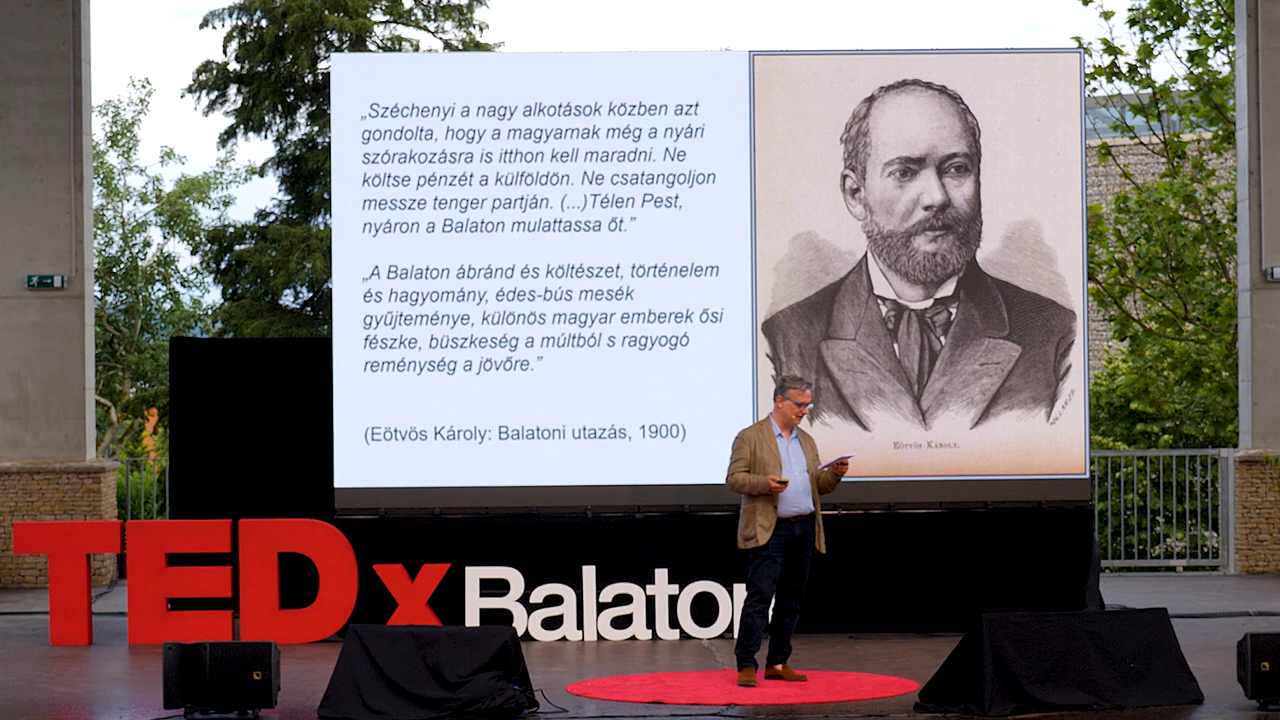 „Széchenyi a nagy alkotások közben azt
gondolta, hogy a magyarnak még a nyári
szórakozásra is itthon kell maradni. Ne
költse pénzét a külföldön. Ne csatangoljon
messze tenger partján. (...)Télen Pest,
nyáron a Balaton mulattassa őt.”
„A Balaton ábránd és költészet, történelem
és hagyomány, édes-bús mesék
gyűjteménye, különös magyar emberek ősi
fészke, büszkeség a múltból s ragyogó
reménység a jövőre.”
(Eötvös Károly: Balatoni utazás, 1900)
EÖTVÖS KÁROLY.
TEDxBalaton